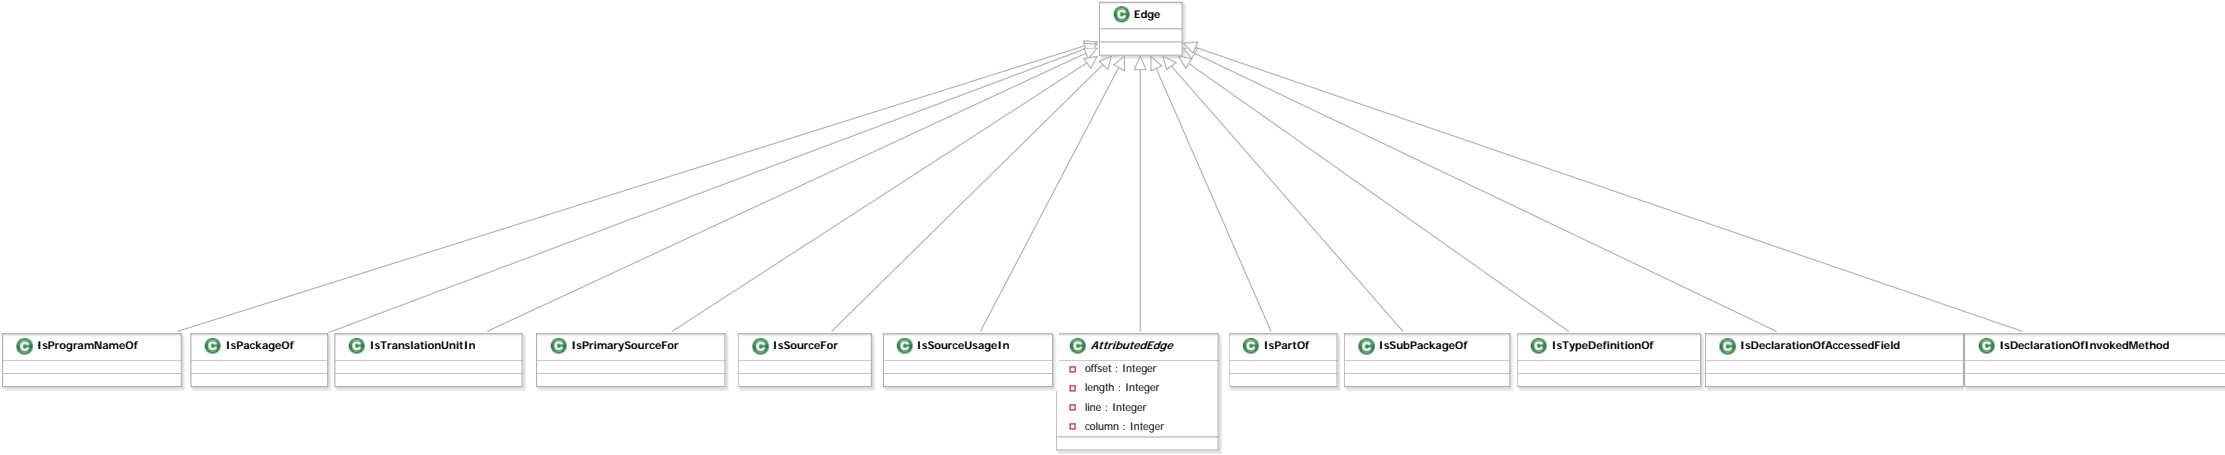 C Edge
C IsProgramNameOf
C IsPackageOf
C IsTranslationUnitIn
C IsPrimarySourceFor
C IsSourceFor
C IsSourceUsageIn
C AttributedEdge
offset : Integer
length : Integer
line : Integer
column : Integer
C IsPartOf
C IsSubPackageOf
C IsTypeDefinitionOf
C IsDeclarationOfAccessedField
C IsDeclarationOfInvokedMethod